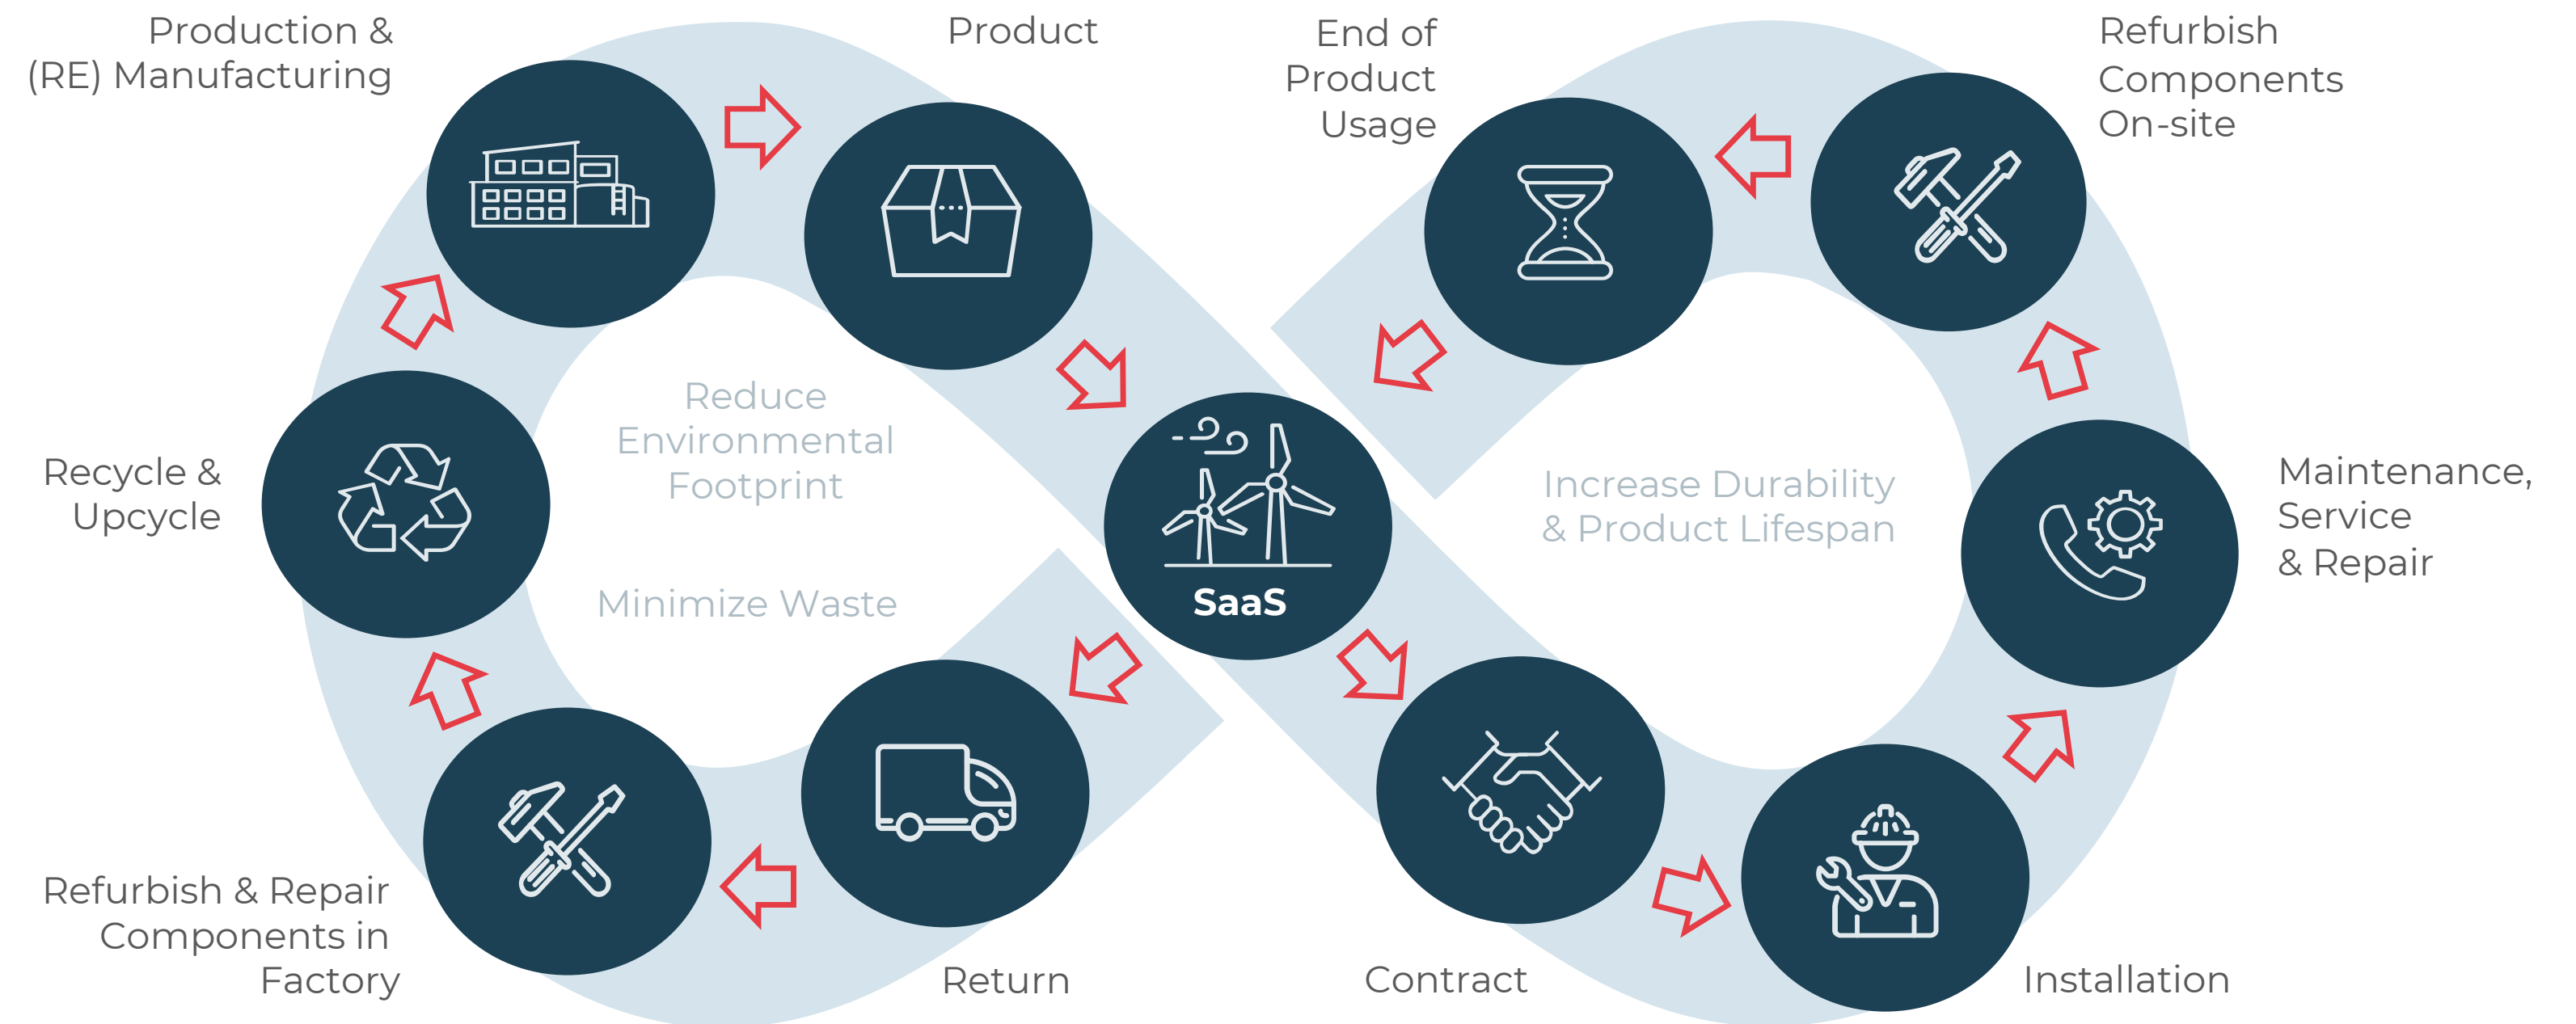 Production &
(RE) Manufacturing
Product
End of
Product
Usage
Refurbish
Components
On-site
Reduce
Environmental
Footprint
Recycle &
Upcycle
Minimize Waste
SaaS
Increase Durability
& Product Lifespan
Maintenance,
Service
& Repair
Refurbish & Repair
Components in
Factory
Return
Contract
Installation